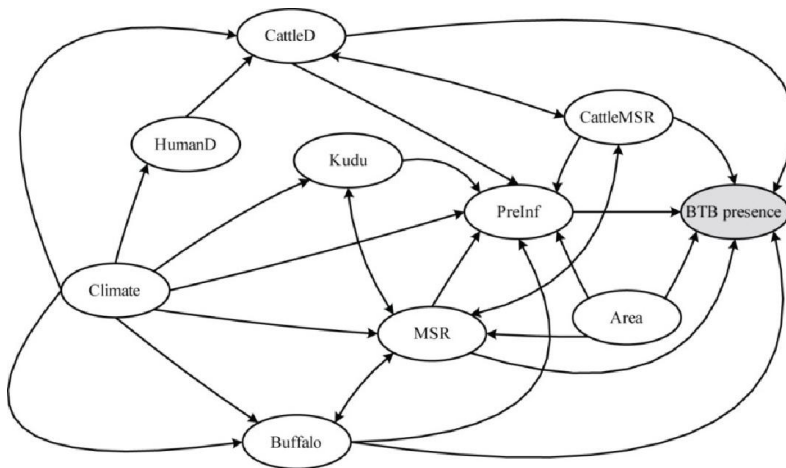 CattleD
CattleMSR
HumanD
Kudu
PreInf
BTB presence
Climate
Area
MSR
Buffalo